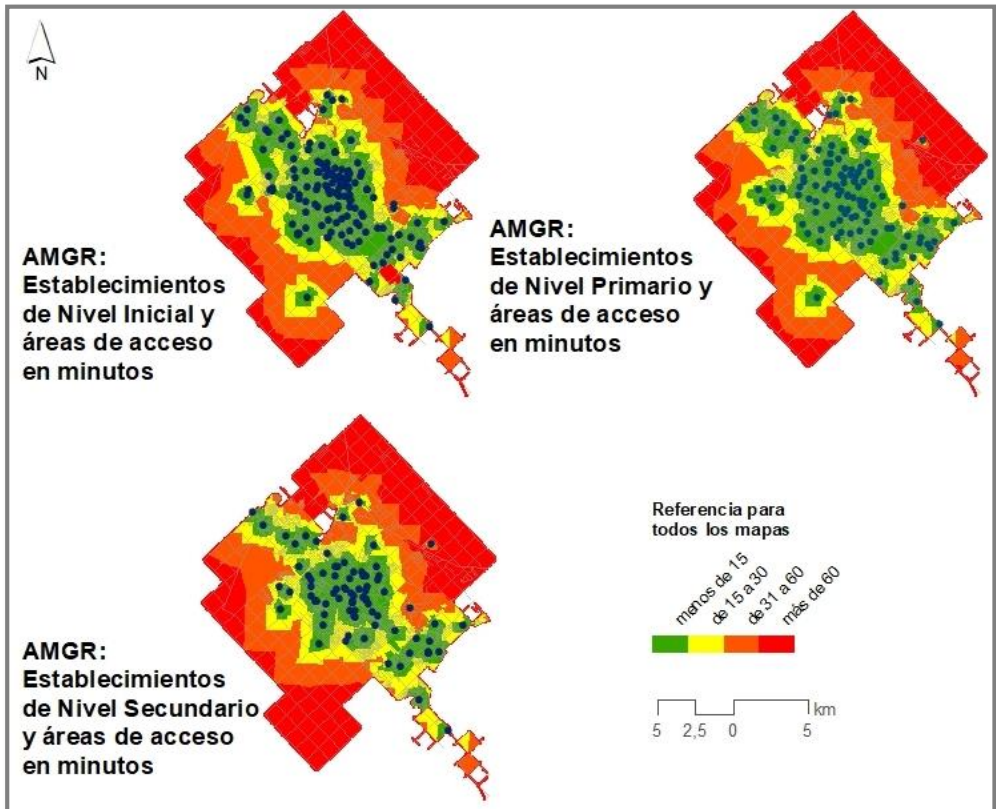 N
AMGR:
Establecimientos
de Nivel Inicial y
áreas de acceso
en minutos
AMGR:
Establecimientos
de Nivel Primario y
áreas de acceso
en minutos
AMGR:
Establecimientos
de Nivel Secundario
y áreas de acceso
en minutos
Referencia para
todos los mapas
menos de 15
de 15 a 30
de 31 a 60
más de 60
km
5 2,5 0 5